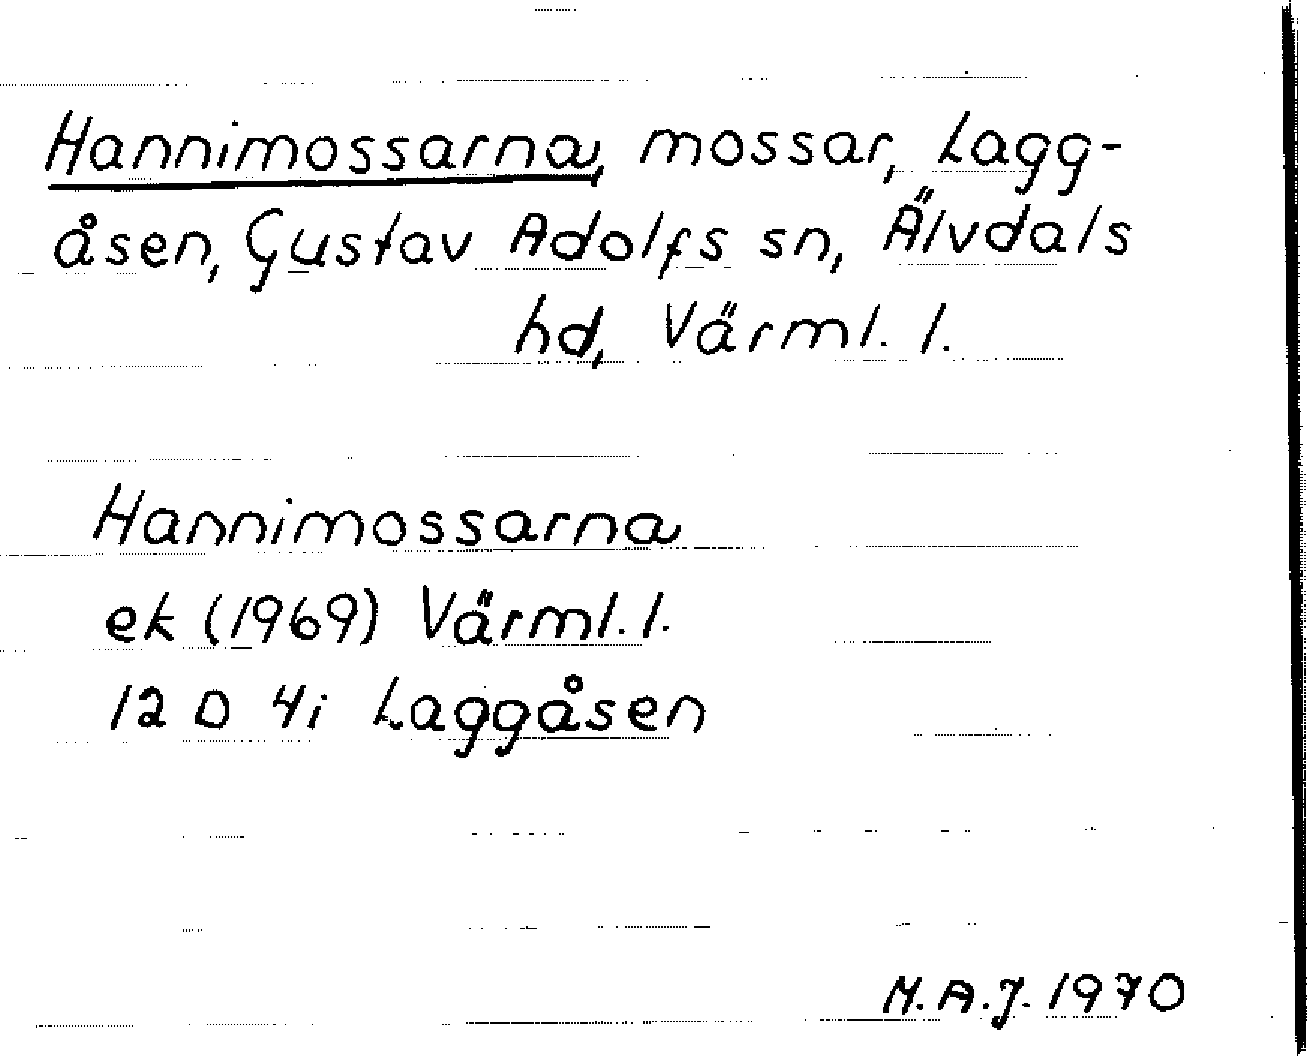 Hannimossarna, mossar, Lagg-
åsen, Gustav Adolfs sn, Älvdals
hd, Värml. l.
Hannimossarna
ek (1969) Värml. l.
12 D 4i Laggåsen
M.A.J. 1970